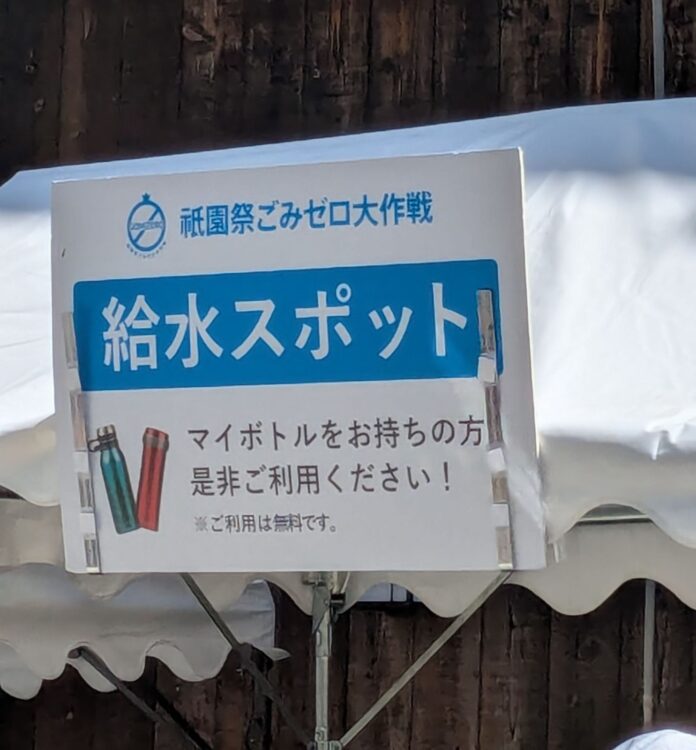 祇園祭ごみゼロ大作戦
給水スポット
マイボトルをお持ちの方
是非ご利用ください！
※ご利用は無料です。